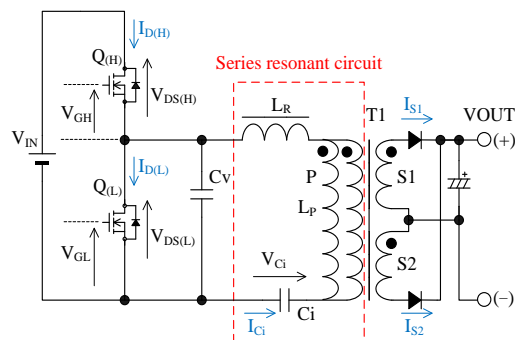 I_D(H)
Q_(H)
Series resonant circuit
V_GH
V_DS(H)
L_R
T1
I_S1
VOUT
(+)
V_IN
I_D(L)
Cv
P
S1
Q_(L)
L_P
V_GL
V_DS(L)
V_Ci
S2
I_Ci
Ci
I_S2
(−)